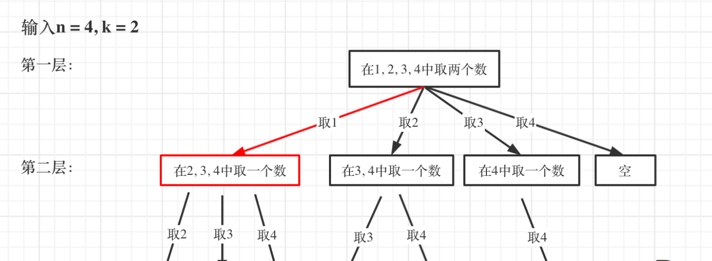 输入n = 4, k = 2
第一层：
在1, 2, 3, 4中取两个数
取1
取2
取3
取4
第二层：
在2, 3, 4中取一个数
在3, 4中取一个数
在4中取一个数
空
取2
取3
取4
取3
取4
取4